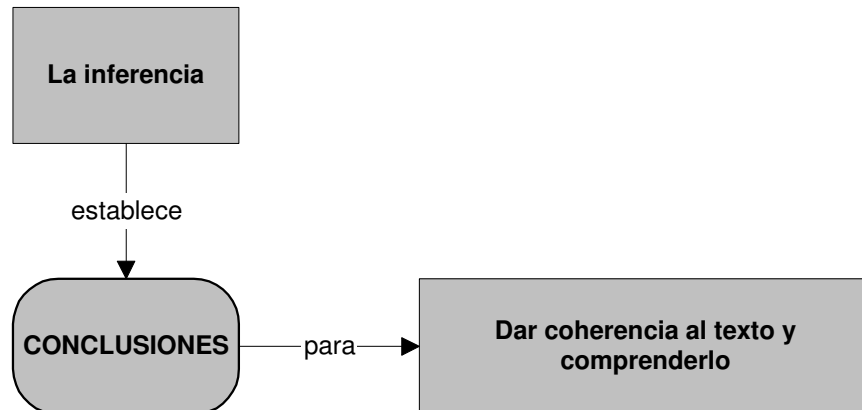 La inferencia
establece
CONCLUSIONES
para
Dar coherencia al texto y
comprenderlo